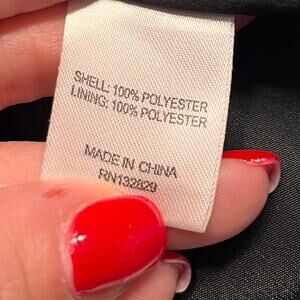 SHELL: 100% POLYESTER
LINING: 100% POLYESTER
MADE IN CHINA
RN132829